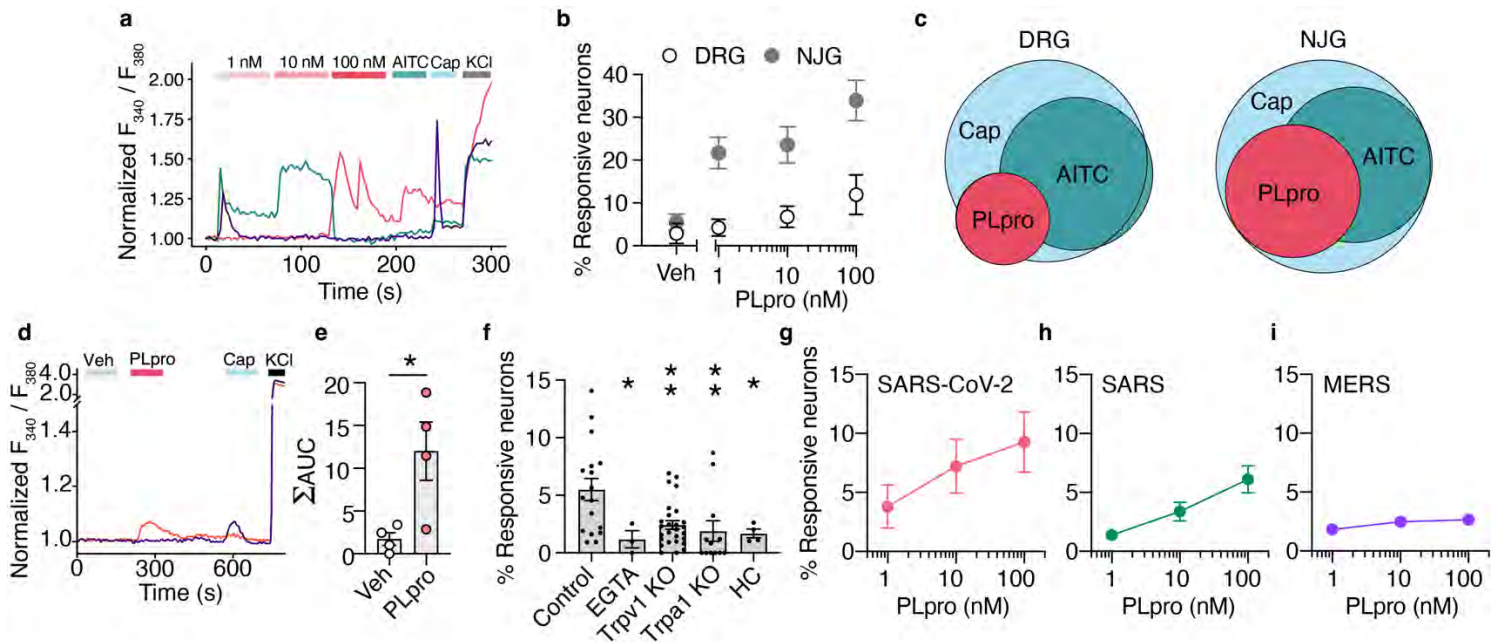 a
1 nM 10 nM 100 nM AITC Cap KCl
Normalized F340 / F380
2.00
1.75
1.50
1.25
1.00
0 100 200 300
Time (s)
b
DRG NJG
% Responsive neurons
40
30
20
10
0
Veh 1 10 100
PLpro (nM)
c
DRG
Cap
AITC
PLpro
NJG
Cap
AITC
PLpro
d
Veh PLpro Cap KCl
Normalized F340 / F380
4.0
2.0
1.4
1.2
1.0
0 300 600
Time (s)
e
*
ΣAUC
20
15
10
5
0
Veh PLpro
f
% Responsive neurons
15
10
5
0
* ** ** *
Control EGTA Trpv1 KO Trpa1 KO HC
g
SARS-CoV-2
% Responsive neurons
15
10
5
0
1 10 100
PLpro (nM)
h
SARS
15
10
5
0
1 10 100
PLpro (nM)
i
MERS
15
10
5
0
1 10 100
PLpro (nM)